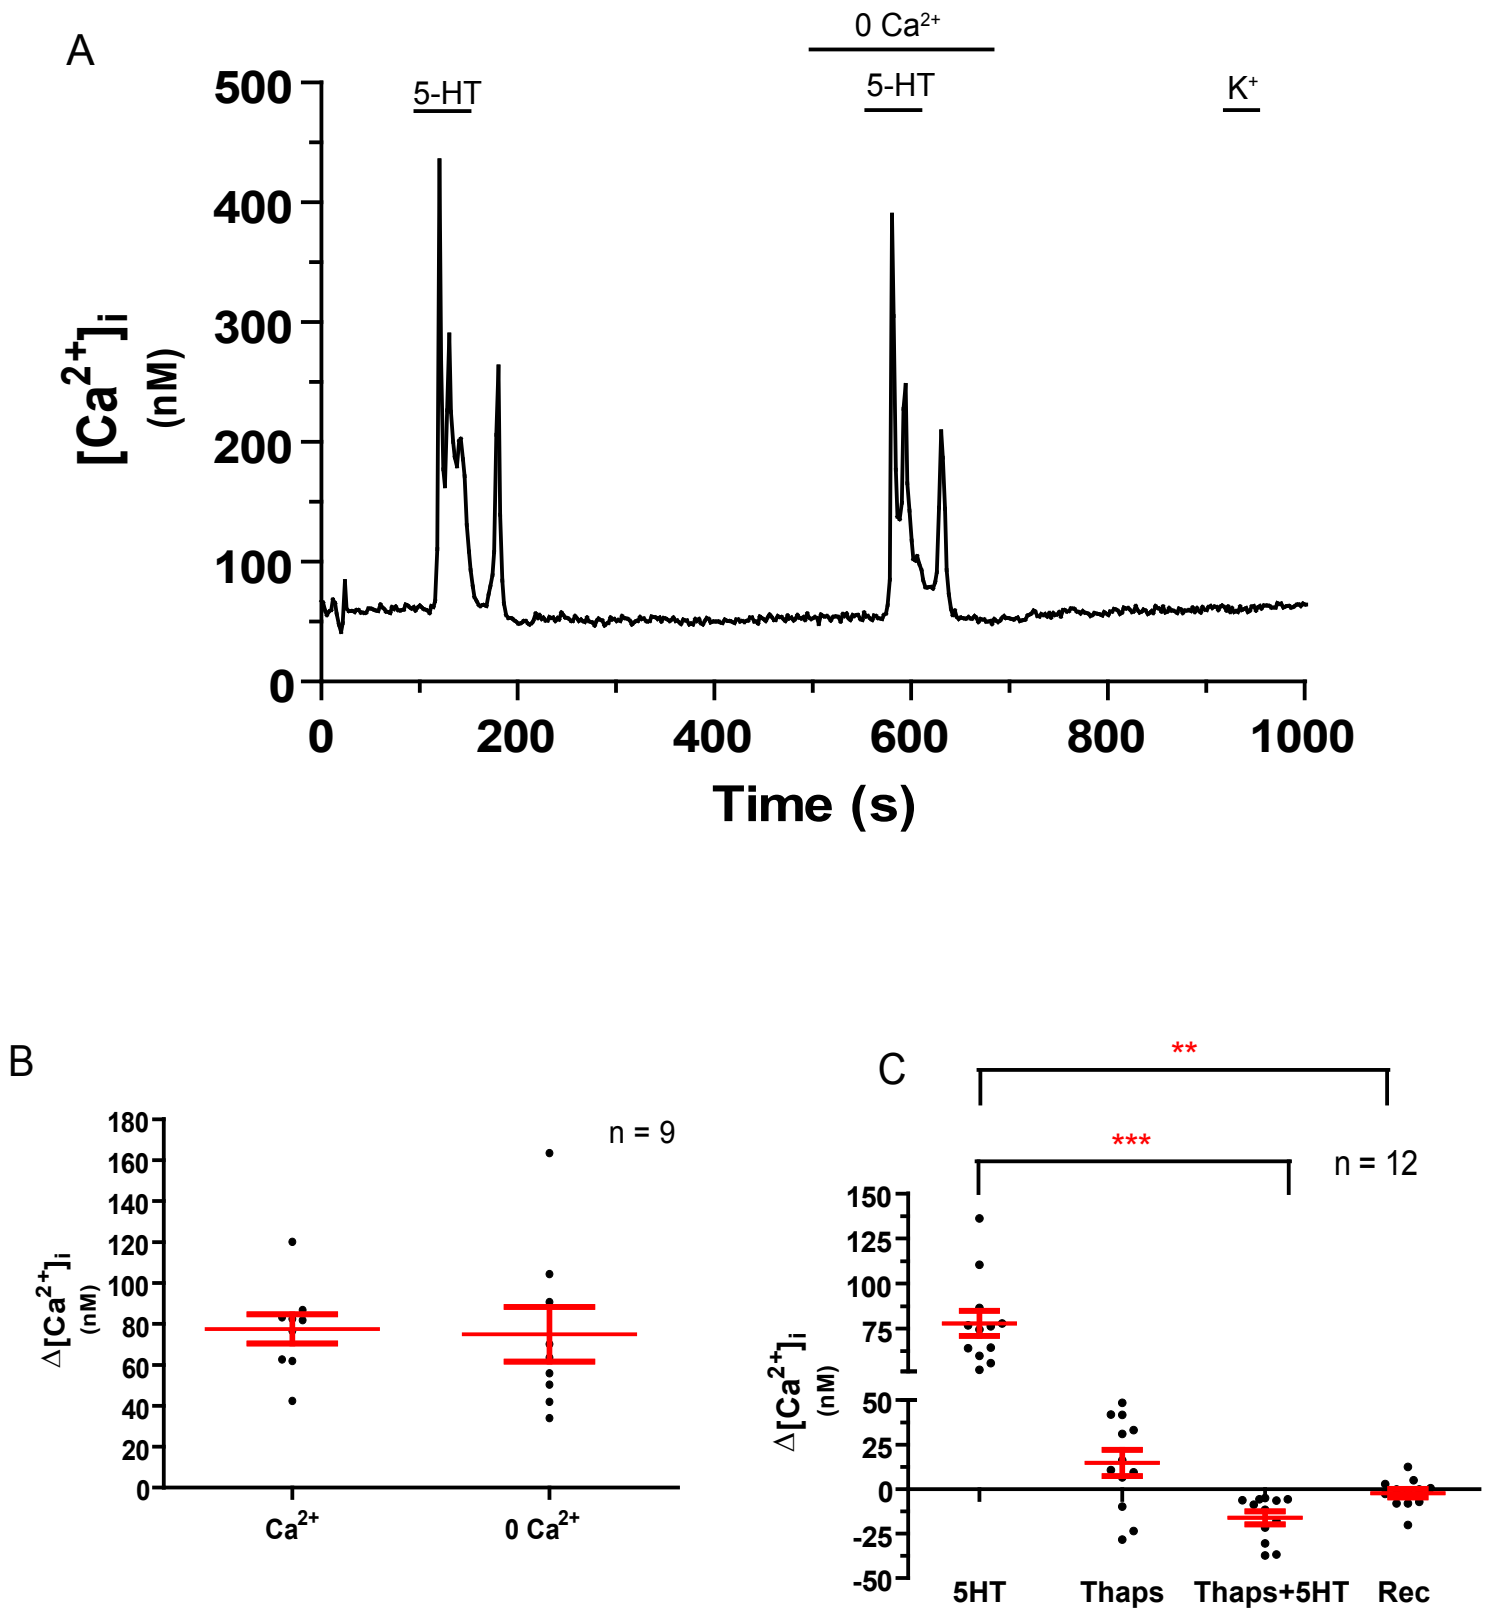 A
0 Ca²⁺
5-HT
5-HT
K⁺
500
400
300
200
100
0
[Ca²⁺]i
(nM)
0
200
400
600
800
1000
Time (s)
B
n = 9
180
160
140
120
100
80
60
40
20
0
Δ[Ca²⁺]i
(nM)
Ca²⁺
0 Ca²⁺
C
**
***
n = 12
150
125
100
75
50
25
0
-25
-50
Δ[Ca²⁺]i
(nM)
5HT
Thaps
Thaps+5HT
Rec